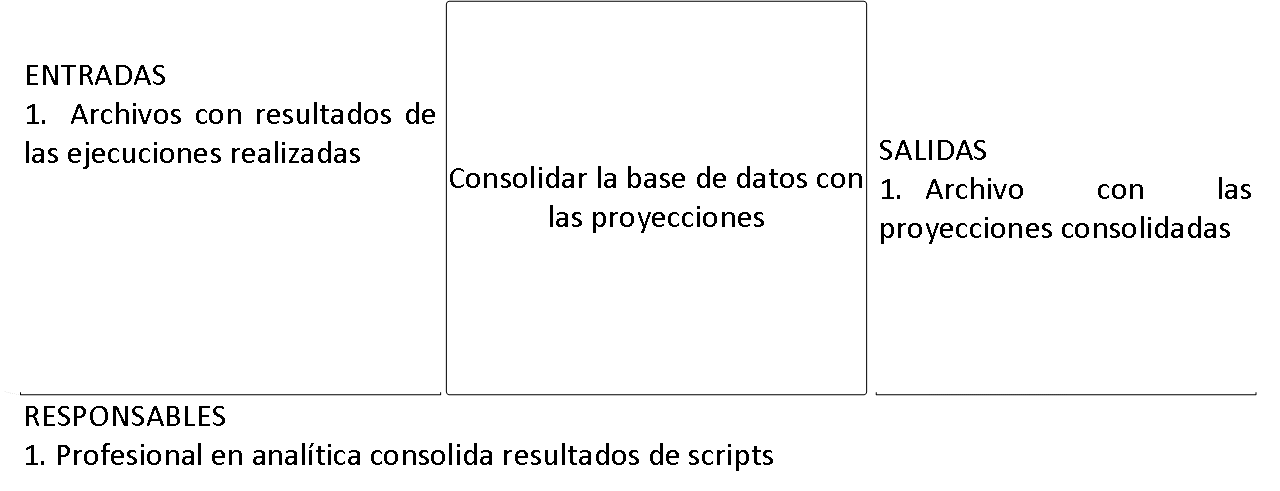 ENTRADAS
1. Archivos con resultados de
las ejecuciones realizadas
Consolidar la base de datos con
las proyecciones
SALIDAS
1. Archivo con las
proyecciones consolidadas
RESPONSABLES
1. Profesional en analítica consolida resultados de scripts